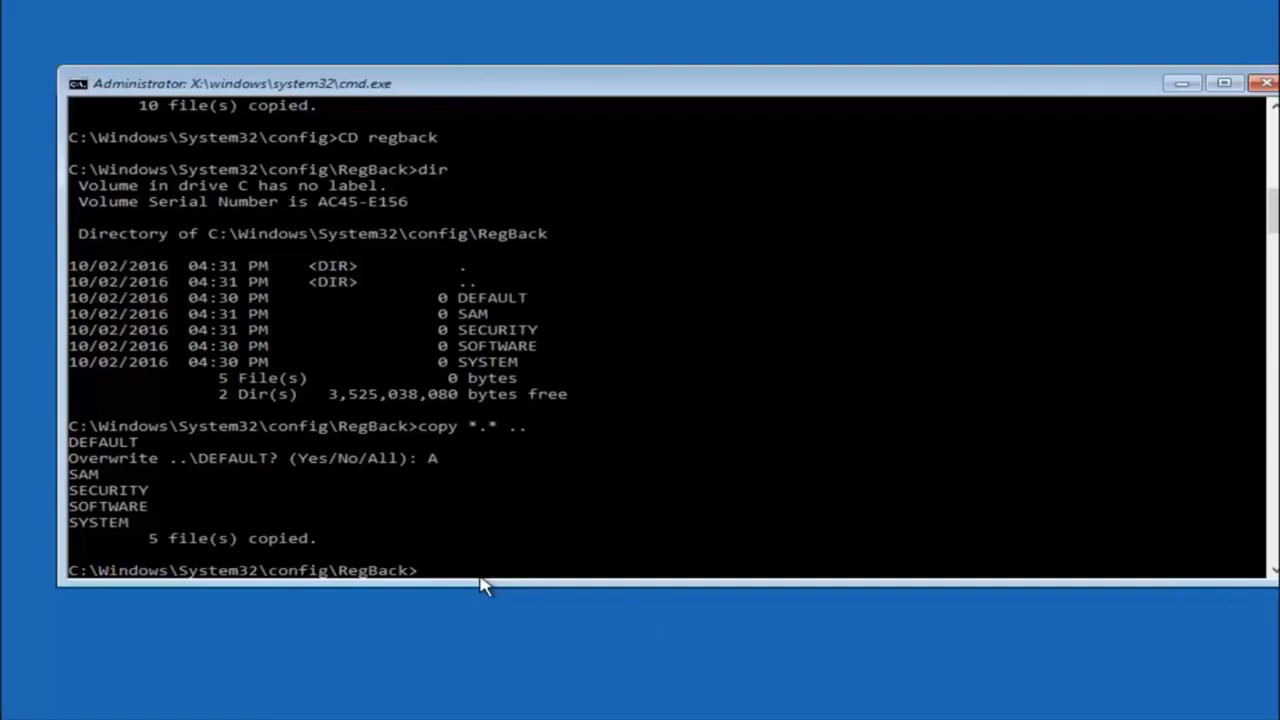 Administrator: X:\windows\system32\cmd.exe
10 file(s) copied.
C:\Windows\System32\config>CD regback
C:\Windows\System32\config\RegBack>dir
Volume in drive C has no label.
Volume Serial Number is AC45-E156
Directory of C:\Windows\System32\config\RegBack
10/02/2016  04:31 PM    <DIR>          .
10/02/2016  04:31 PM    <DIR>          ..
10/02/2016  04:30 PM                 0 DEFAULT
10/02/2016  04:31 PM                 0 SAM
10/02/2016  04:31 PM                 0 SECURITY
10/02/2016  04:30 PM                 0 SOFTWARE
10/02/2016  04:30 PM                 0 SYSTEM
5 File(s)              0 bytes
2 Dir(s)   3,525,038,080 bytes free
C:\Windows\System32\config\RegBack>copy *.* ..
DEFAULT
Overwrite ..\DEFAULT? (Yes/No/All): A
SAM
SECURITY
SOFTWARE
SYSTEM
5 file(s) copied.
C:\Windows\System32\config\RegBack>